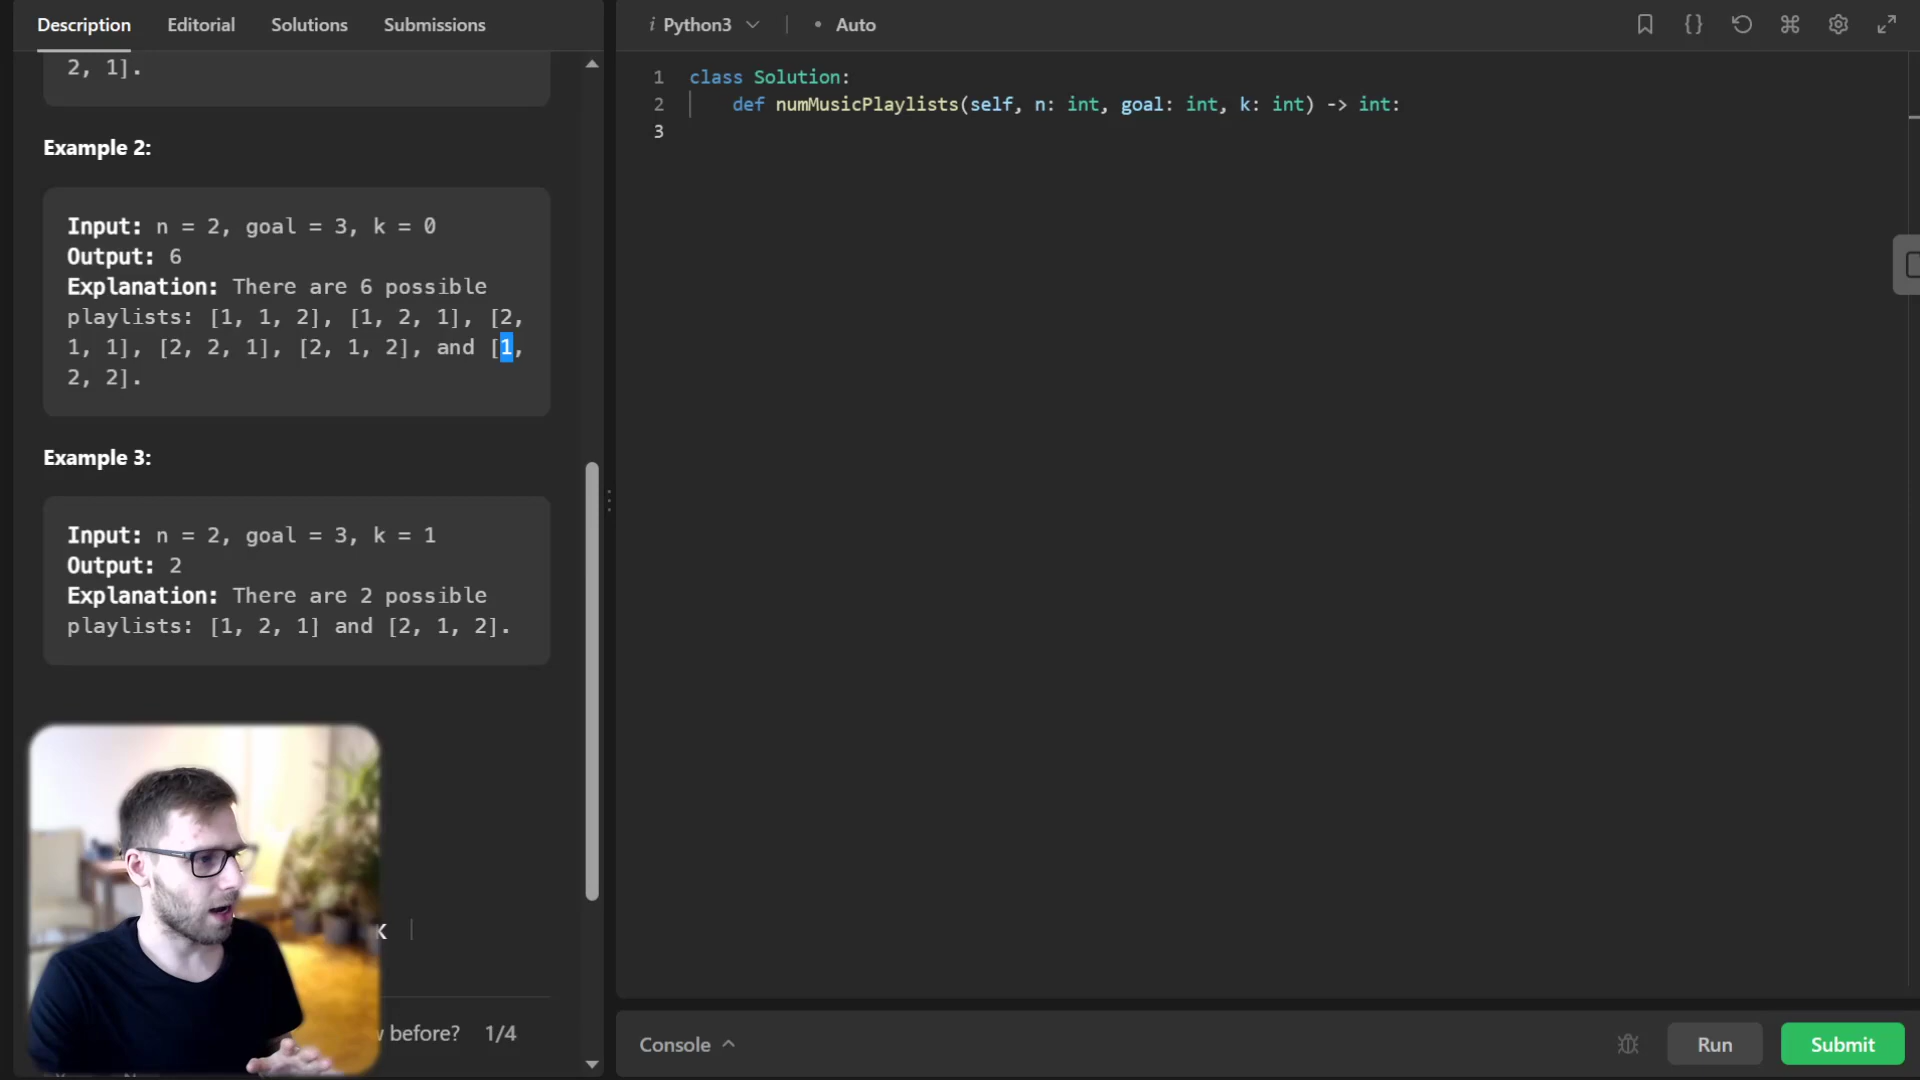 Description Editorial Solutions Submissions
2, 1].
Example 2:
Input: n = 2, goal = 3, k = 0
Output: 6
Explanation: There are 6 possible
playlists: [1, 1, 2], [1, 2, 1], [2,
1, 1], [2, 2, 1], [2, 1, 2], and [1,
2, 2].
Example 3:
Input: n = 2, goal = 3, k = 1
Output: 2
Explanation: There are 2 possible
playlists: [1, 2, 1] and [2, 1, 2].
K
before? 1/4
i Python3 • Auto
1 class Solution:
2 def numMusicPlaylists(self, n: int, goal: int, k: int) -> int:
3
Console
Run
Submit